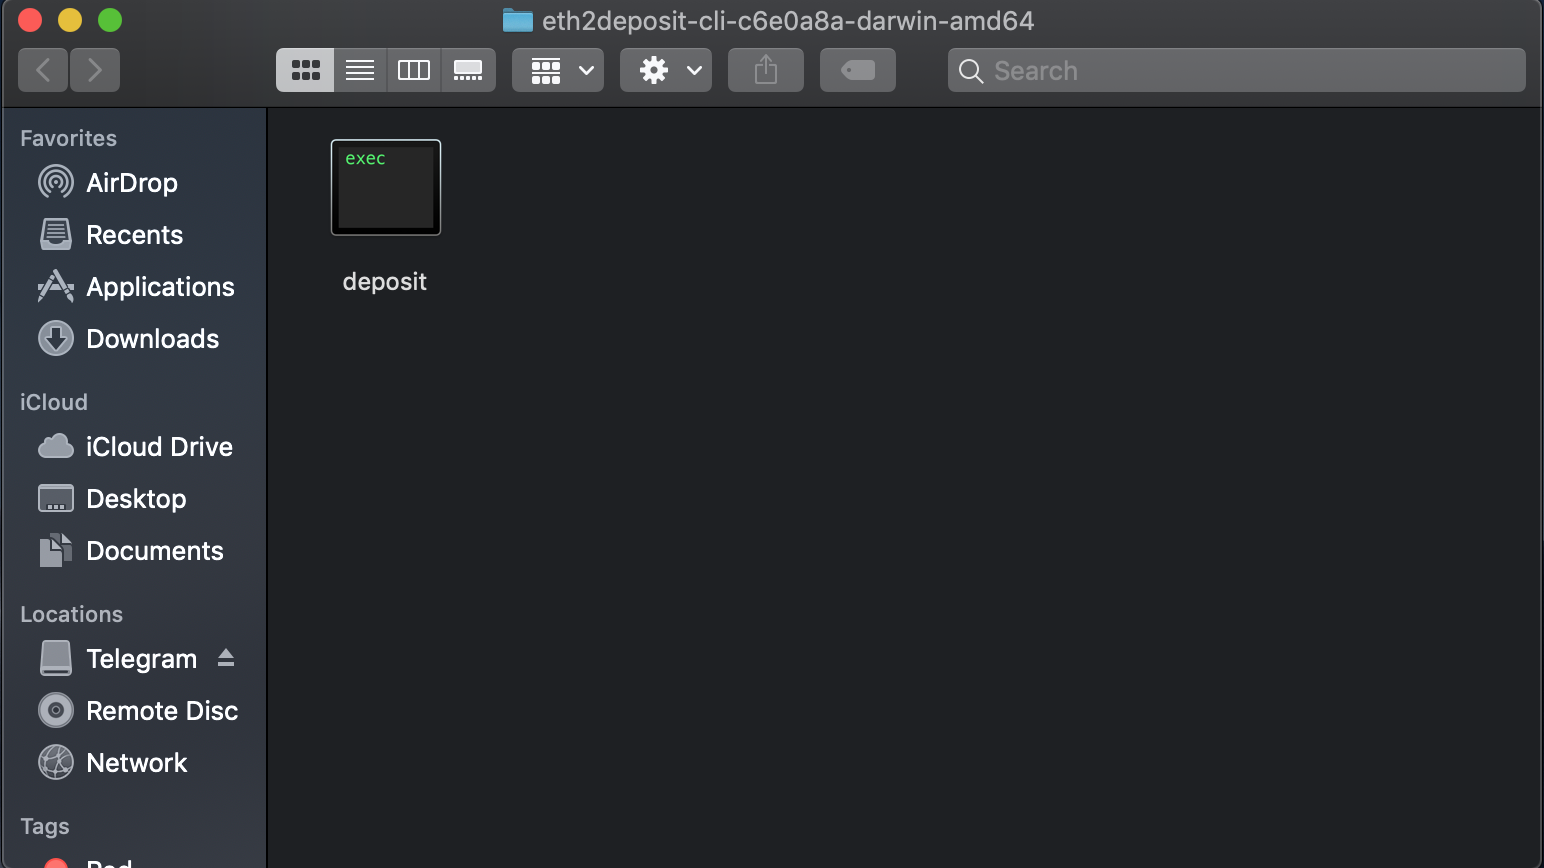 eth2deposit-cli-c6e0a8a-darwin-amd64
Search
Favorites
AirDrop
Recents
Applications
Downloads
iCloud
iCloud Drive
Desktop
Documents
Locations
Telegram
Remote Disc
Network
Tags
Red
exec
deposit